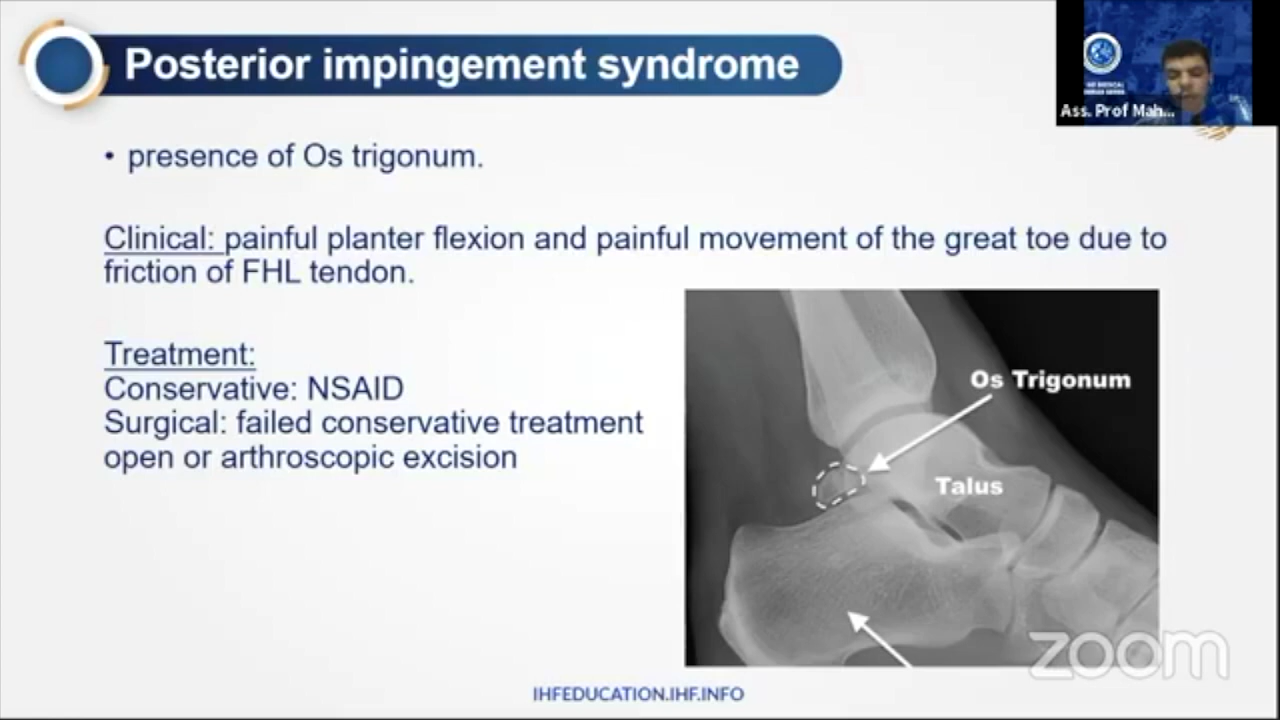 Posterior impingement syndrome
Ass. Prof Mah...
• presence of Os trigonum.
Clinical: painful planter flexion and painful movement of the great toe due to
friction of FHL tendon.
Treatment:
Conservative: NSAID
Surgical: failed conservative treatment
open or arthroscopic excision
Os Trigonum
Talus
zoom
IHFEDUCATION.IHF.INFO